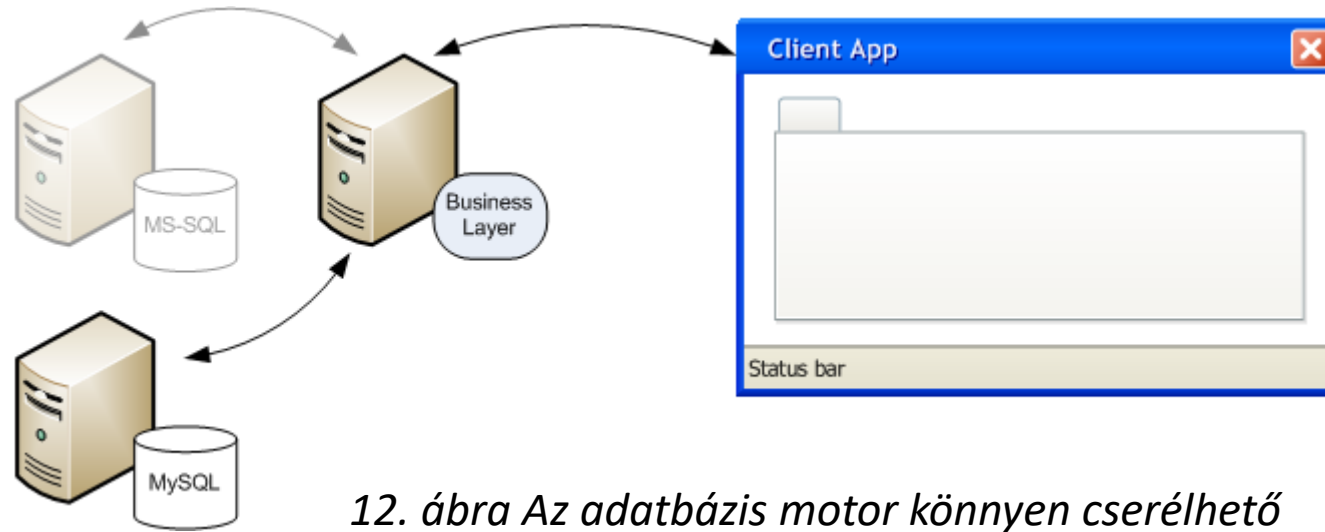 Client App
MS-SQL
Business
Layer
Status bar
MySQL
12. ábra Az adatbázis motor könnyen cserélhető